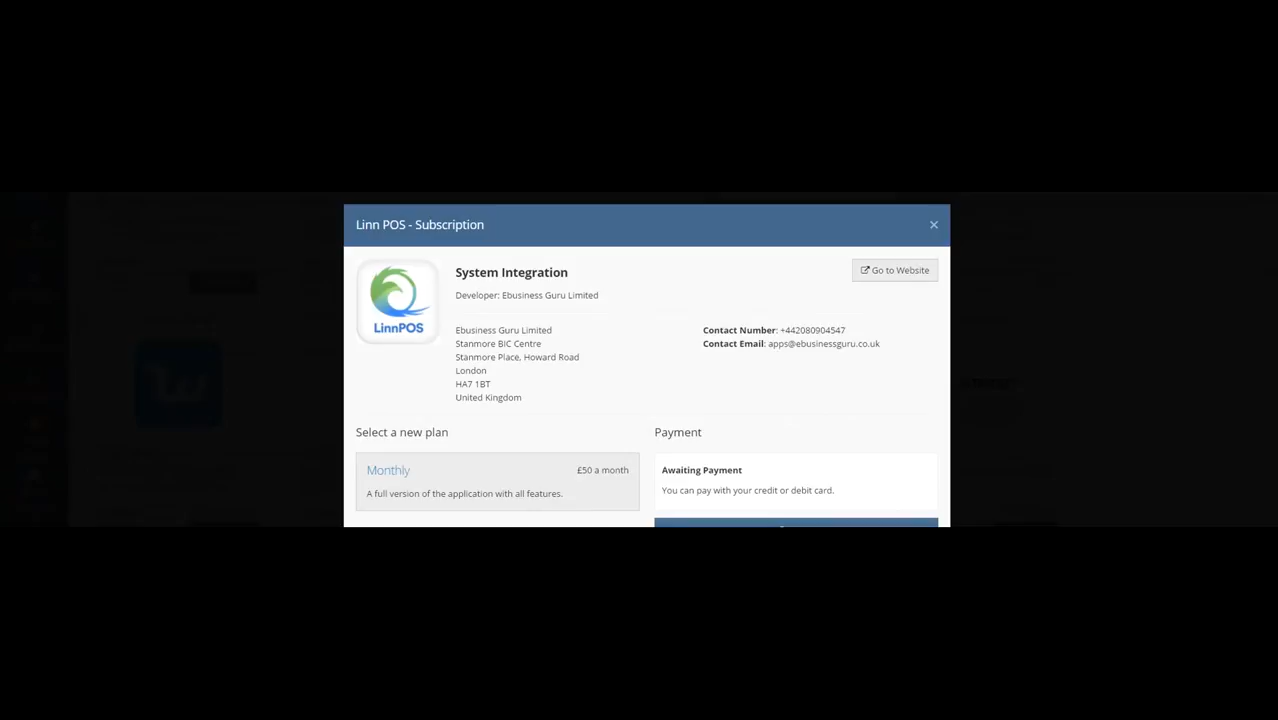 Linn POS - Subscription
×
LinnPOS
System Integration
Go to Website
Developer: Ebusiness Guru Limited
Ebusiness Guru Limited
Stanmore BIC Centre
Stanmore Place, Howard Road
London
HA7 1BT
United Kingdom
Contact Number: +442080904547
Contact Email: apps@ebusinessguru.co.uk
Select a new plan
Monthly
£50 a month
A full version of the application with all features.
Payment
Awaiting Payment
You can pay with your credit or debit card.